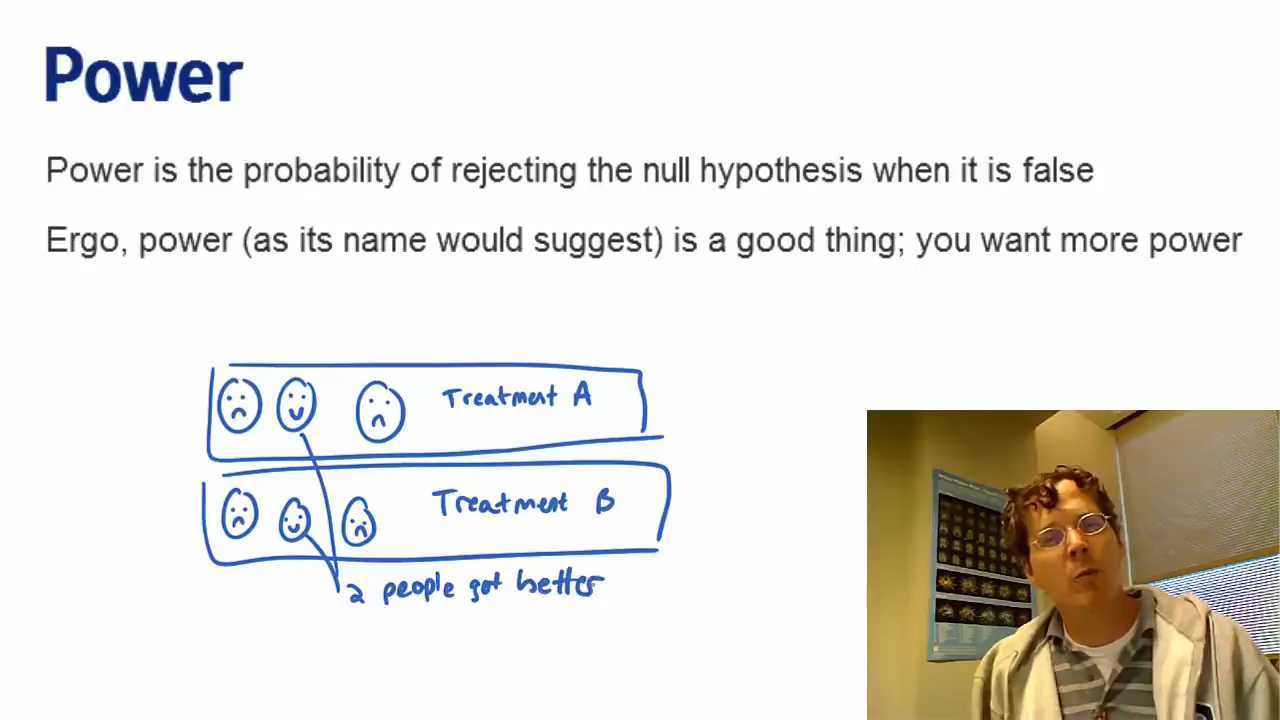 Power
Power is the probability of rejecting the null hypothesis when it is false
Ergo, power (as its name would suggest) is a good thing; you want more power
Treatment A
Treatment B
2 people got better